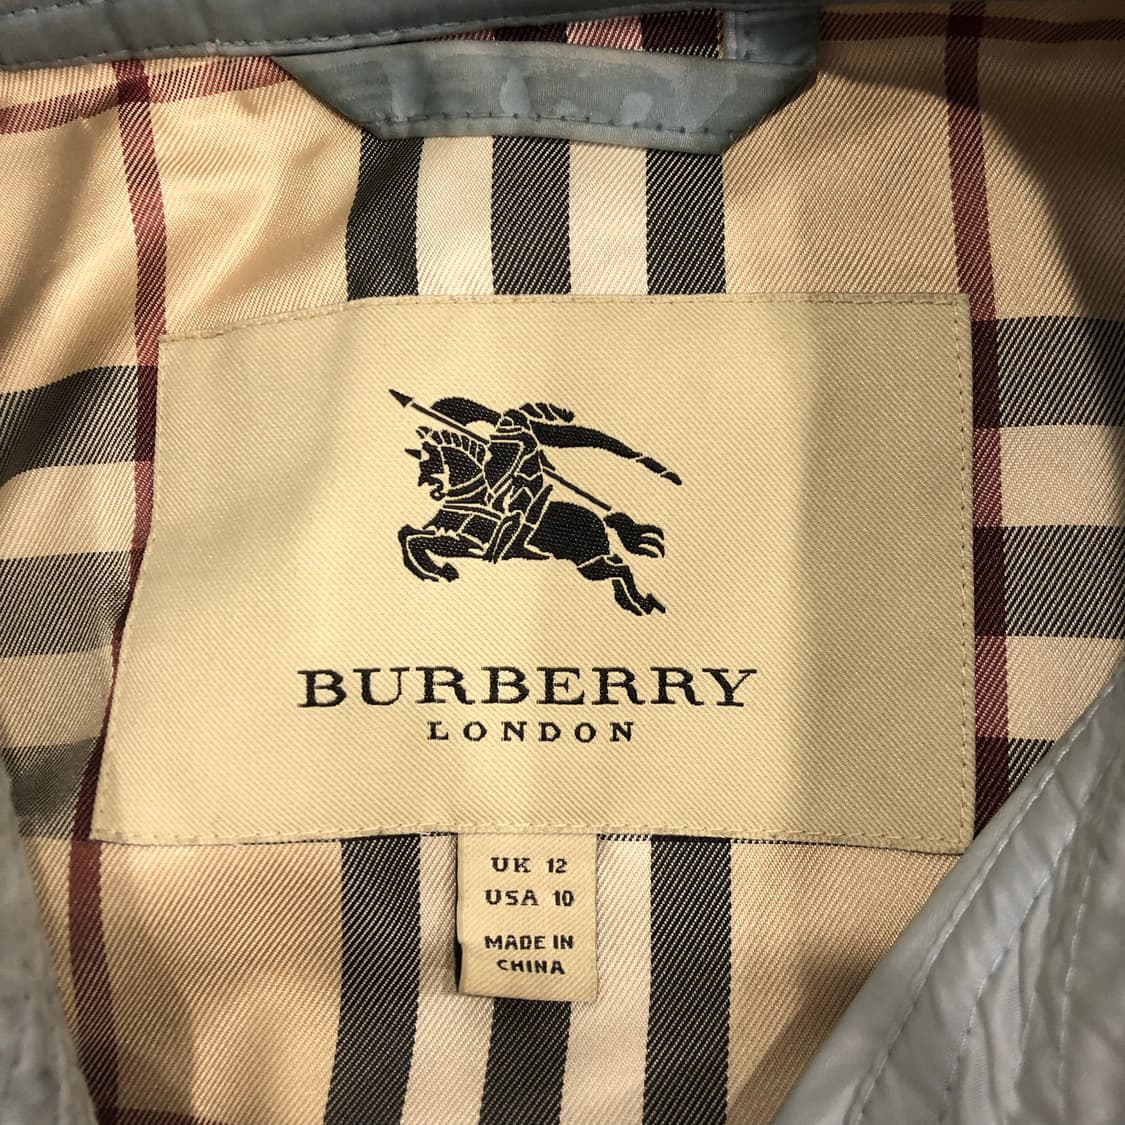 BURBERRY
LONDON
UK 12
USA 10
MADE IN
CHINA